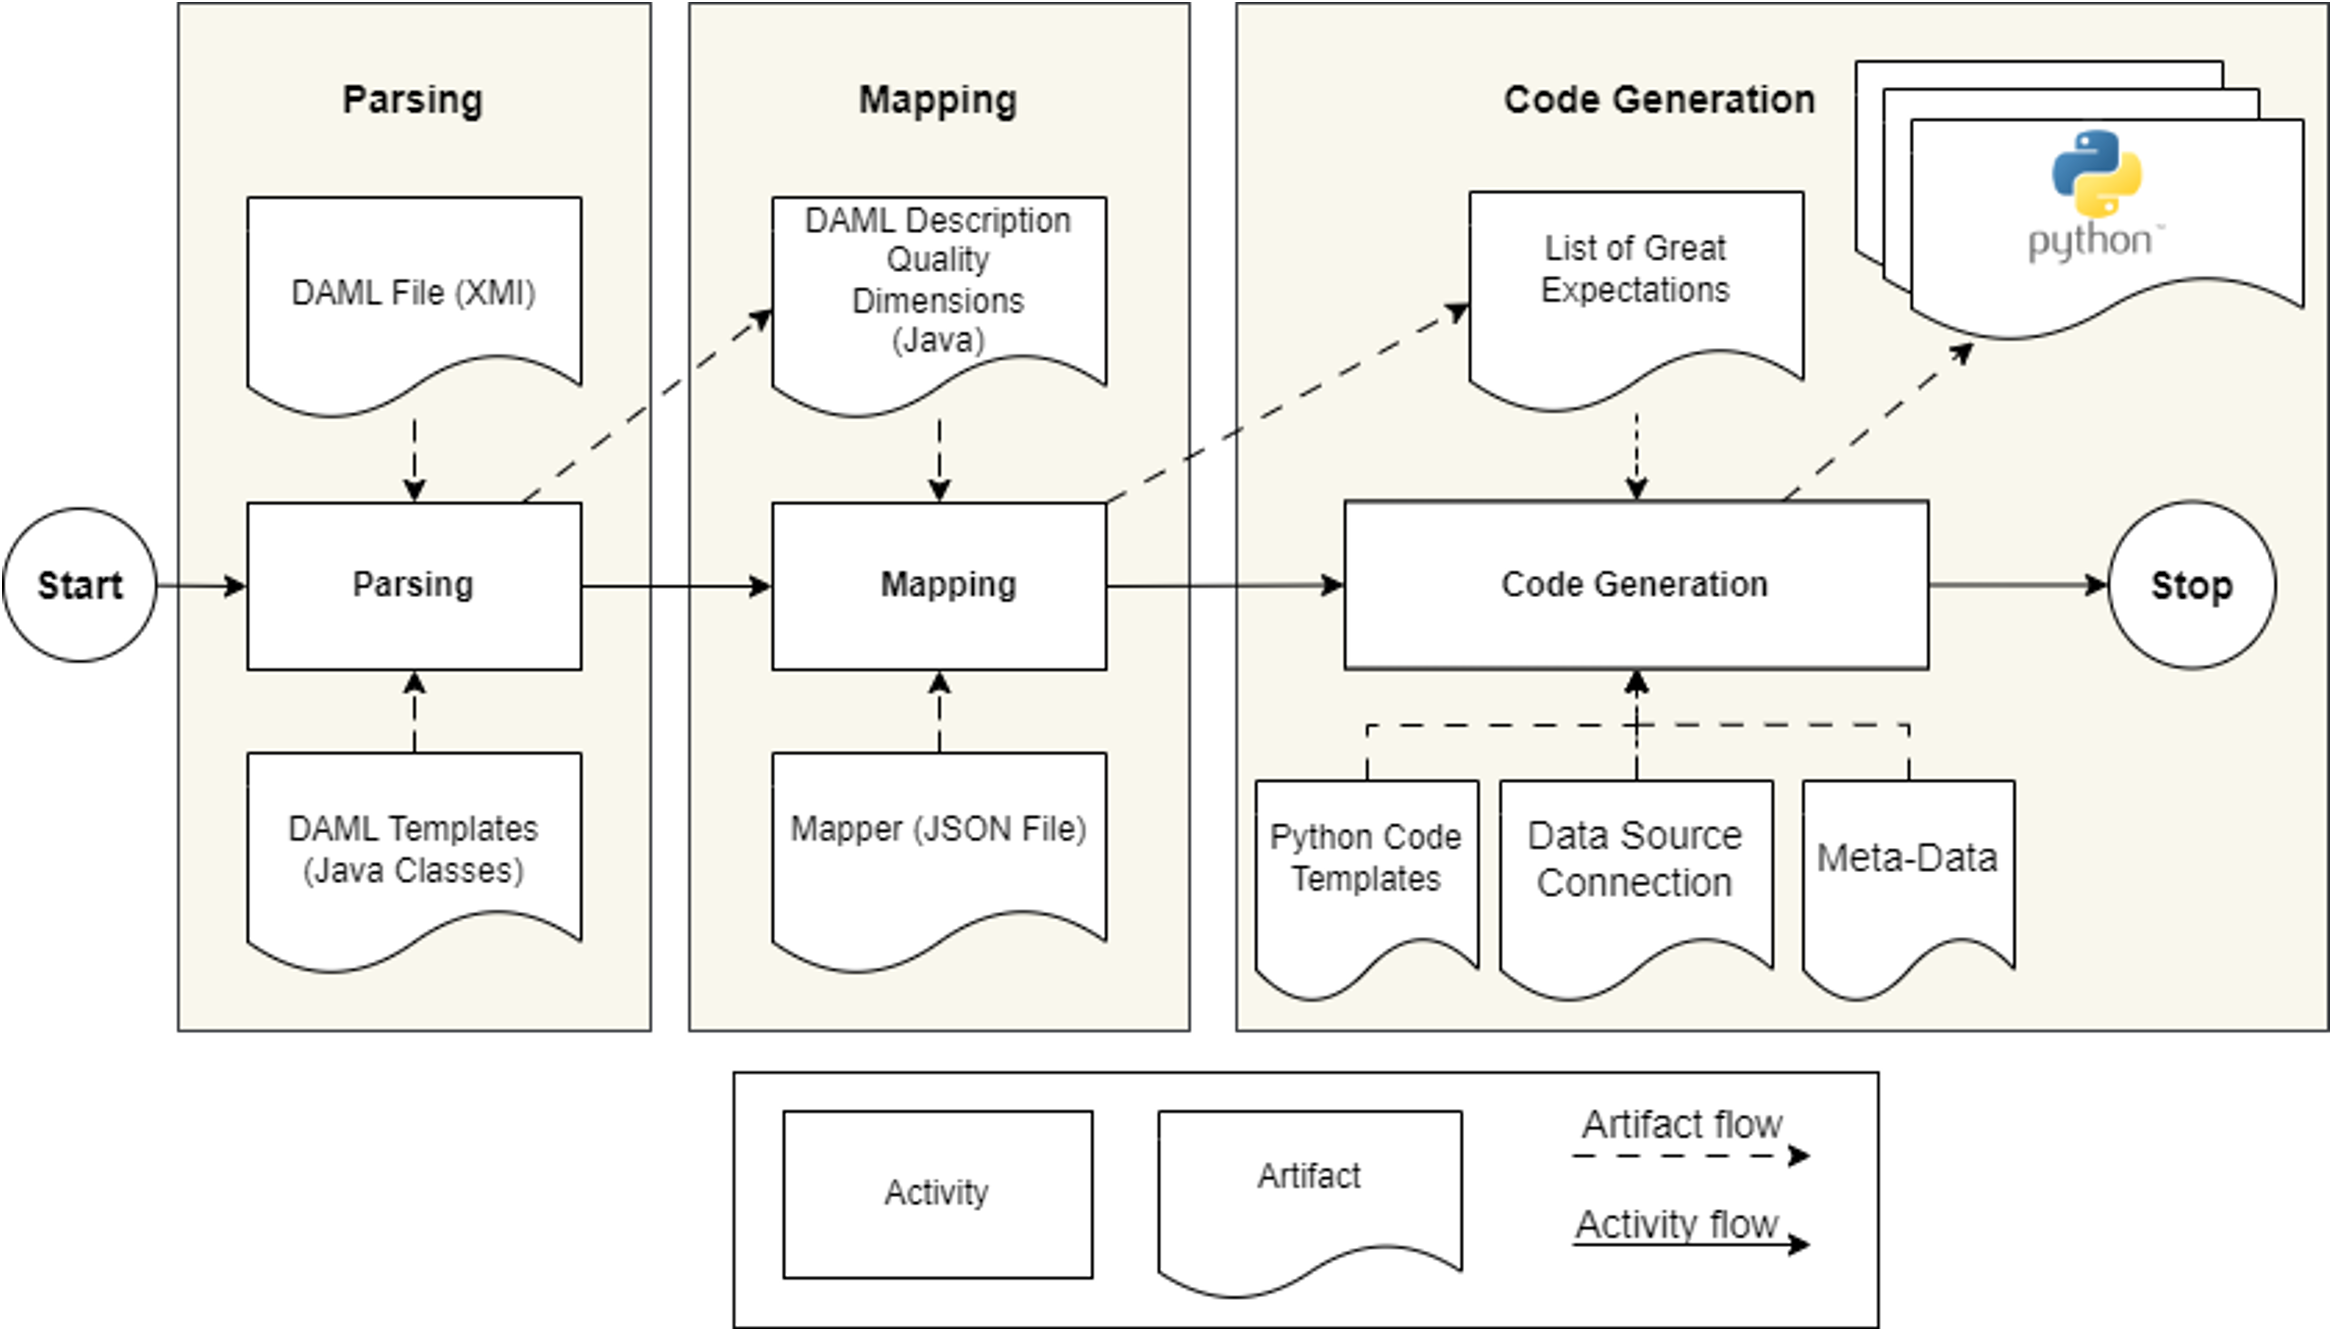 Parsing
Mapping
Code Generation
DAML File (XMI)
DAML Description
Quality
Dimensions
(Java)
List of Great
Expectations
python™
Start
Parsing
Mapping
Code Generation
Stop
DAML Templates
(Java Classes)
Mapper (JSON File)
Python Code
Templates
Data Source
Connection
Meta-Data
Activity
Artifact
Artifact flow
Activity flow